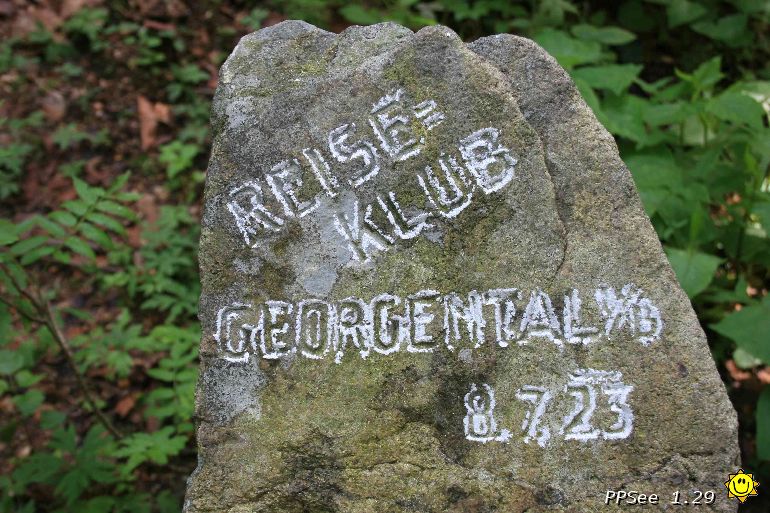 REISE=
KLUB
GEORGENTAL %
8.7.23
PPSee 1.29